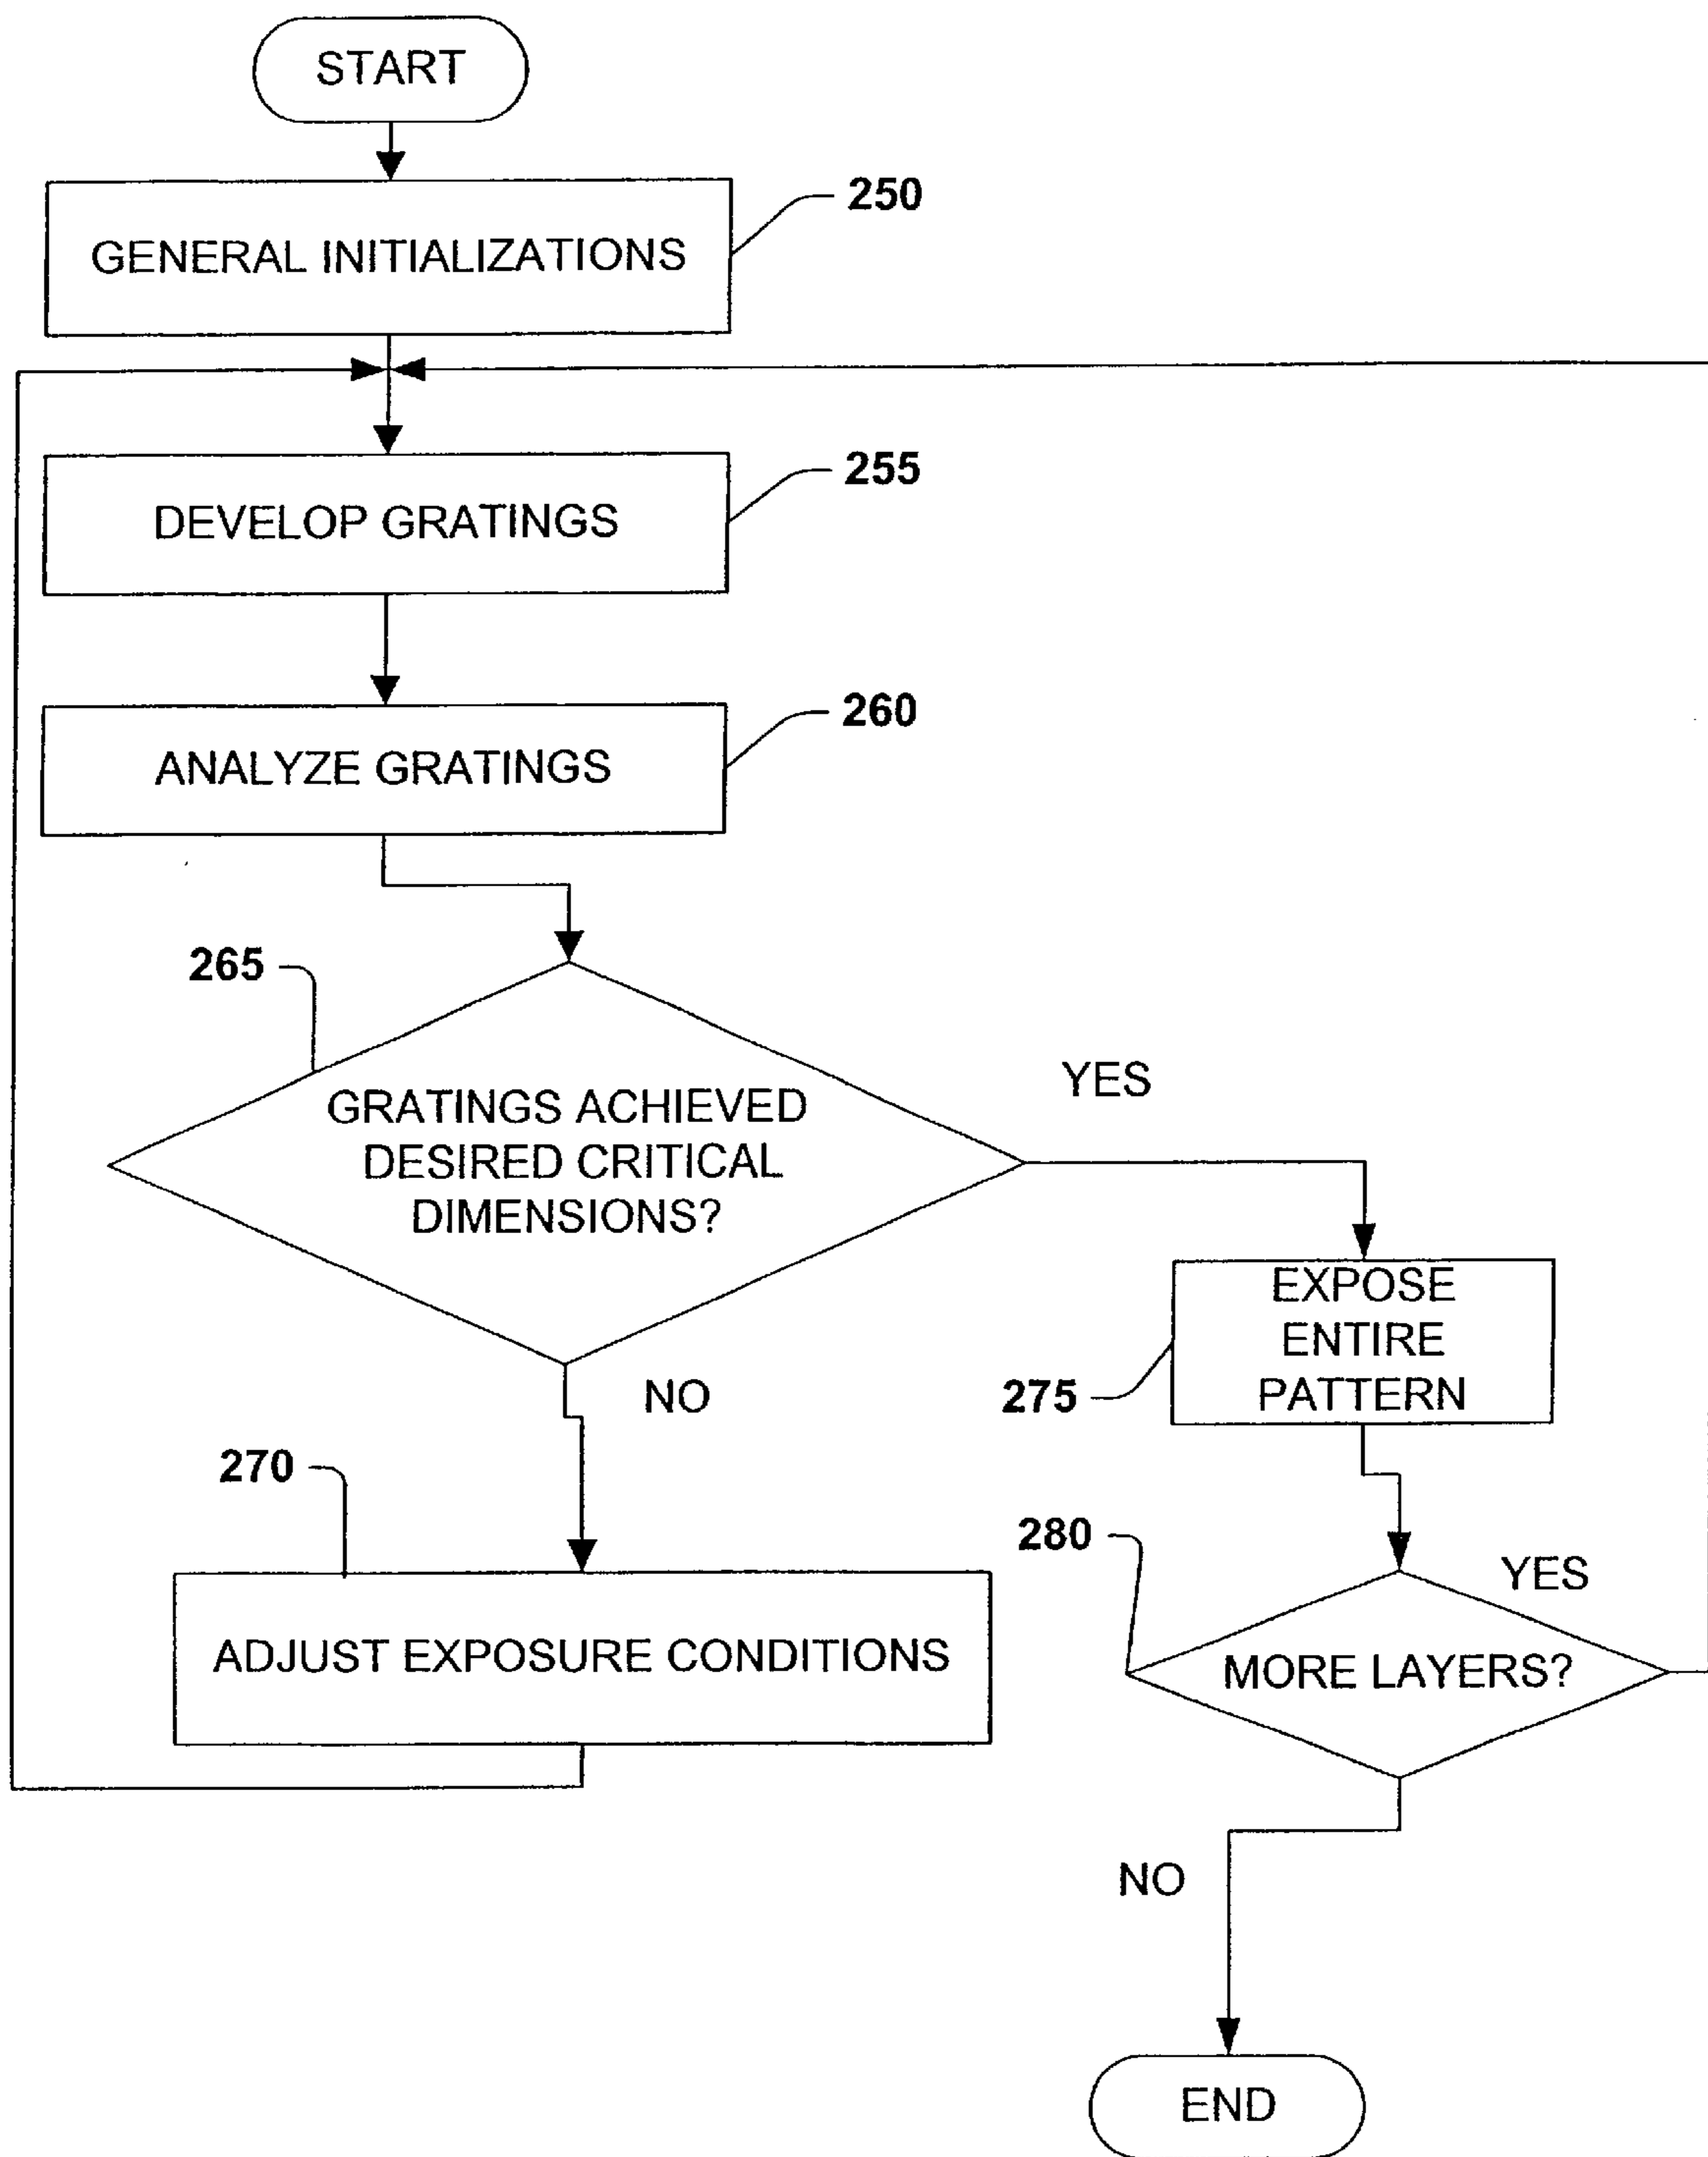 START
250
GENERAL INITIALIZATIONS
255
DEVELOP GRATINGS
260
ANALYZE GRATINGS
265
GRATINGS ACHIEVED
DESIRED CRITICAL
DIMENSIONS?
YES
EXPOSE
ENTIRE
PATTERN
275
NO
270
ADJUST EXPOSURE CONDITIONS
280
YES
MORE LAYERS?
NO
END